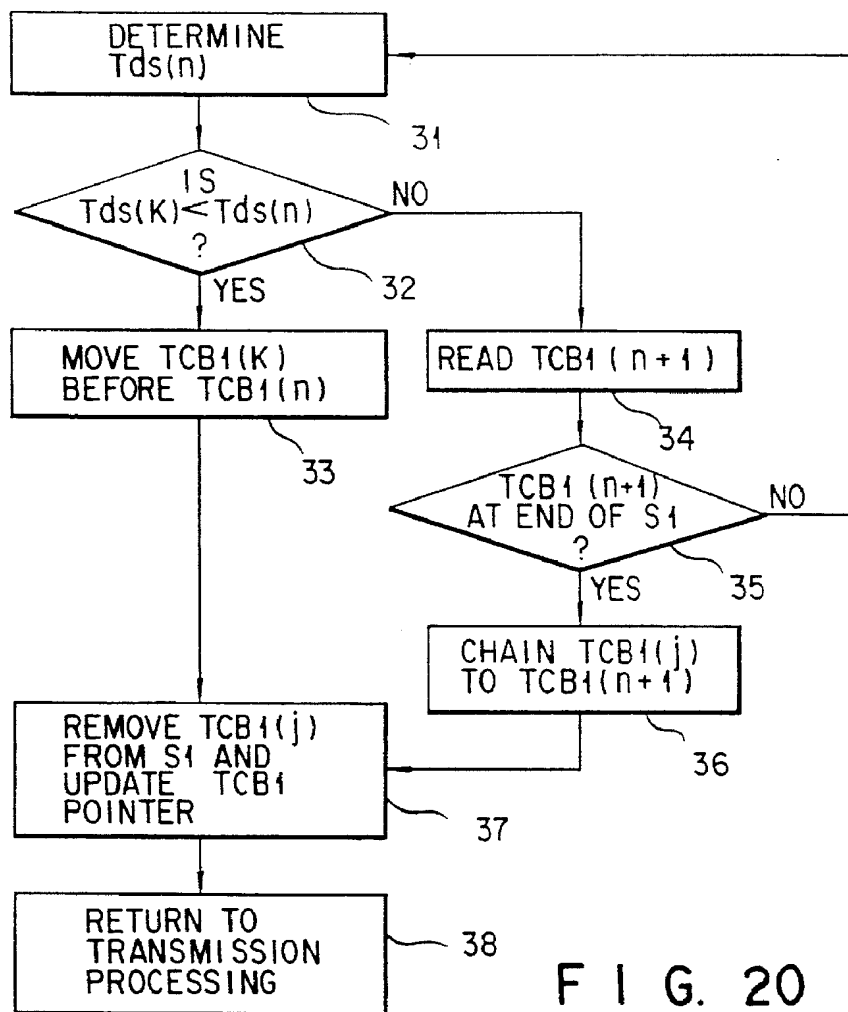 DETERMINE
Tds(n)
31
IS
Tds(K)<Tds(n)
?
NO
32
YES
MOVE TCB1(K)
BEFORE TCB1(n)
33
READ TCB1(n+1)
34
TCB1(n+1)
AT END OF S1
?
NO
35
YES
CHAIN TCB1(j)
TO TCB1(n+1)
36
REMOVE TCB1(j)
FROM S1 AND
UPDATE TCB1
POINTER
37
RETURN TO
TRANSMISSION
PROCESSING
38
FIG. 20